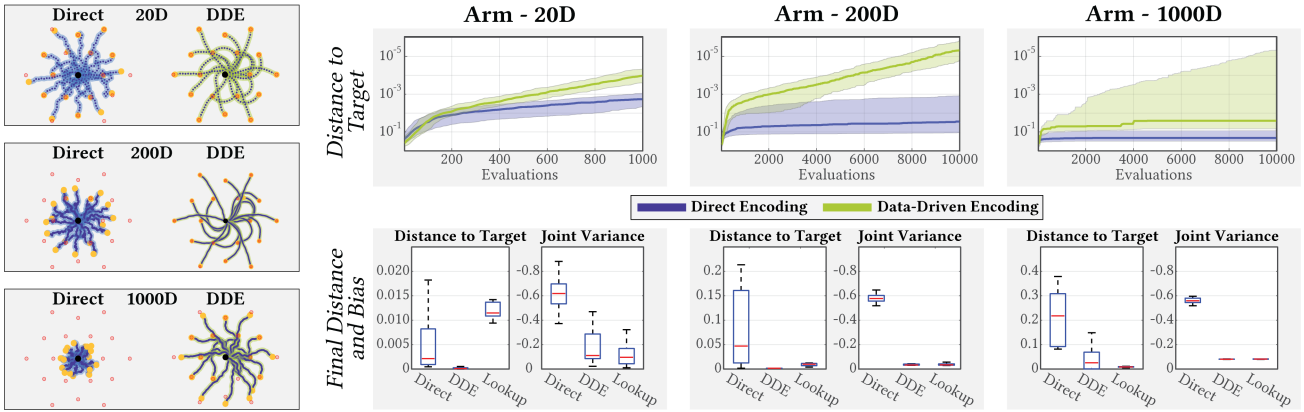 Direct 20D DDE
Direct 200D DDE
Direct 1000D DDE
Arm - 20D
Arm - 200D
Arm - 1000D
Distance to
Target
10-5
10-3
10-1
200 400 600 800 1000
Evaluations
10-5
10-3
10-1
2000 4000 6000 8000 10000
Evaluations
10-5
10-3
10-1
2000 4000 6000 8000 10000
Evaluations
Direct Encoding Data-Driven Encoding
Final Distance
and Bias
Distance to Target
0.020
0.015
0.010
0.005
0
Direct DDE Lookup
Joint Variance
−0.8
−0.6
−0.4
−0.2
0
Direct DDE Lookup
Distance to Target
0.2
0.15
0.1
0.05
0
Direct DDE Lookup
Joint Variance
−0.8
−0.6
−0.4
−0.2
0
Direct DDE Lookup
Distance to Target
0.4
0.3
0.2
0.1
0
Direct DDE Lookup
Joint Variance
−0.8
−0.6
−0.4
−0.2
0
Direct DDE Lookup